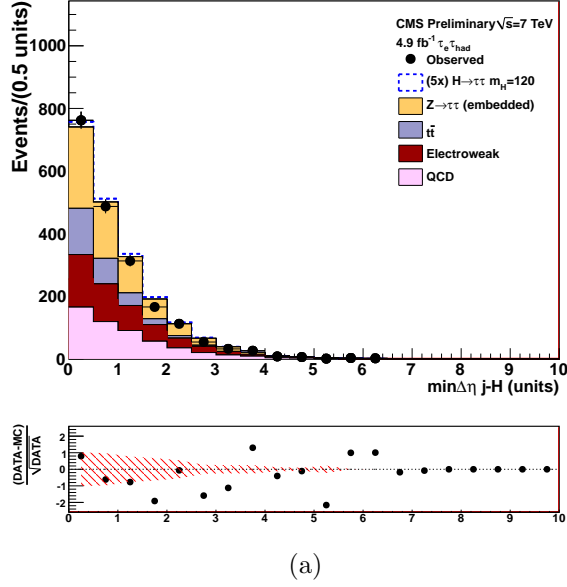 CMS Preliminary√s=7 TeV
4.9 fb⁻¹ τₑτ_had
Observed
(5x) H→ττ m_H=120
Z→ττ (embedded)
tt̄
Electroweak
QCD
Events/(0.5 units)
1000
800
600
400
200
0
0 1 2 3 4 5 6 7 8 9 10
minΔη j-H (units)
(DATA-MC)
√DATA
2
1
0
-1
-2
0 1 2 3 4 5 6 7 8 9 10
(a)